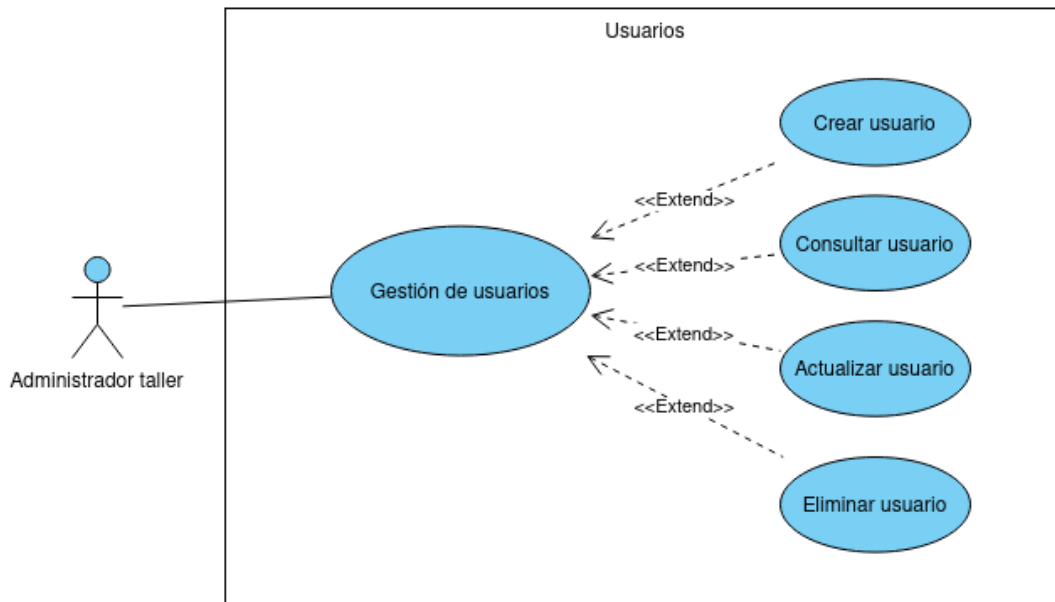 Usuarios
Crear usuario
<<Extend>>
Consultar usuario
<<Extend>>
Gestión de usuarios
<<Extend>>
Actualizar usuario
Administrador taller
<<Extend>>
Eliminar usuario